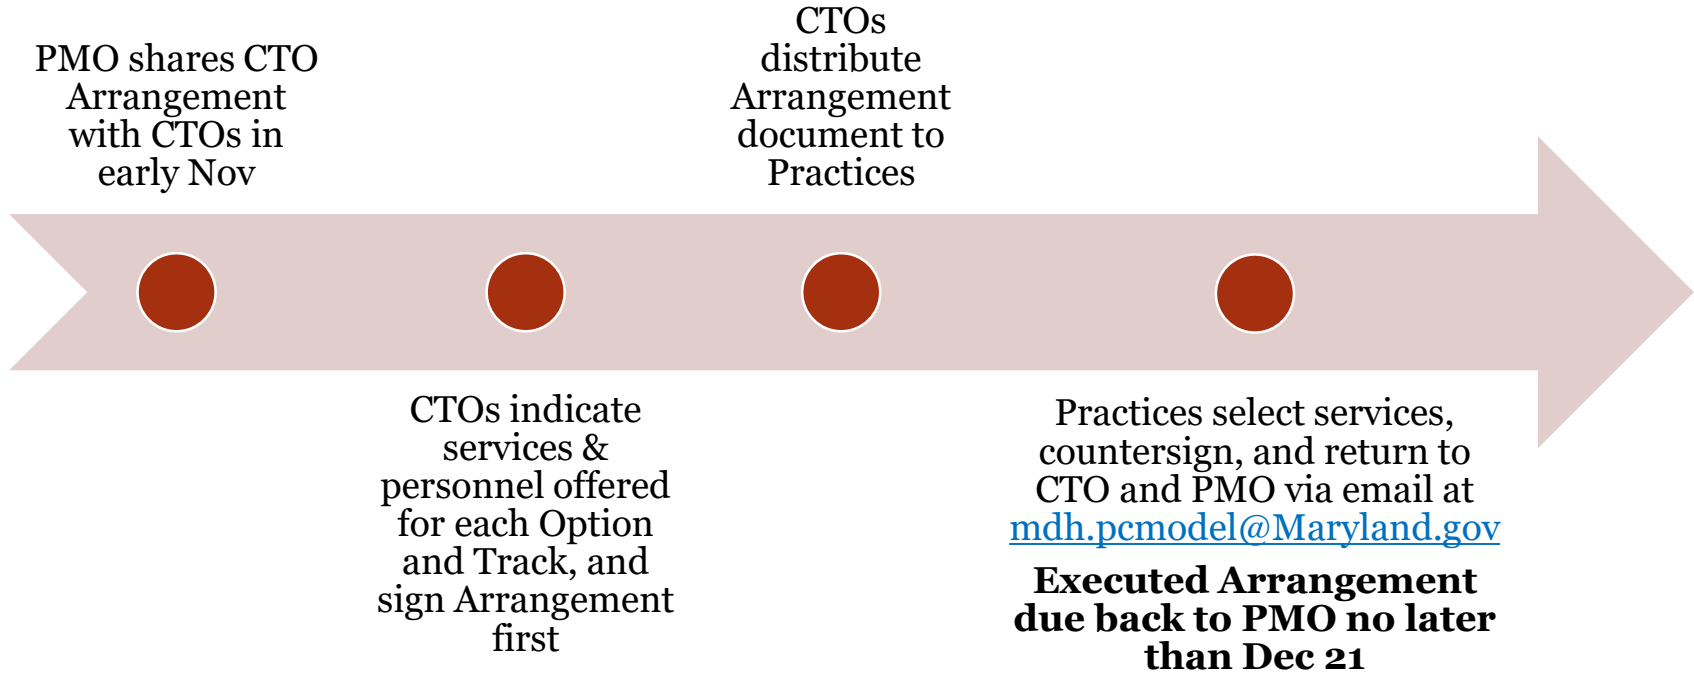 PMO shares CTO
Arrangement
with CTOs in
early Nov
CTOs indicate
services &
personnel offered
for each Option
and Track, and
sign Arrangement
first
CTOs
distribute
Arrangement
document to
Practices
Practices select services,
countersign, and return to
CTO and PMO via email at
mdh.pcmodel@Maryland.gov
Executed Arrangement
due back to PMO no later
than Dec 21